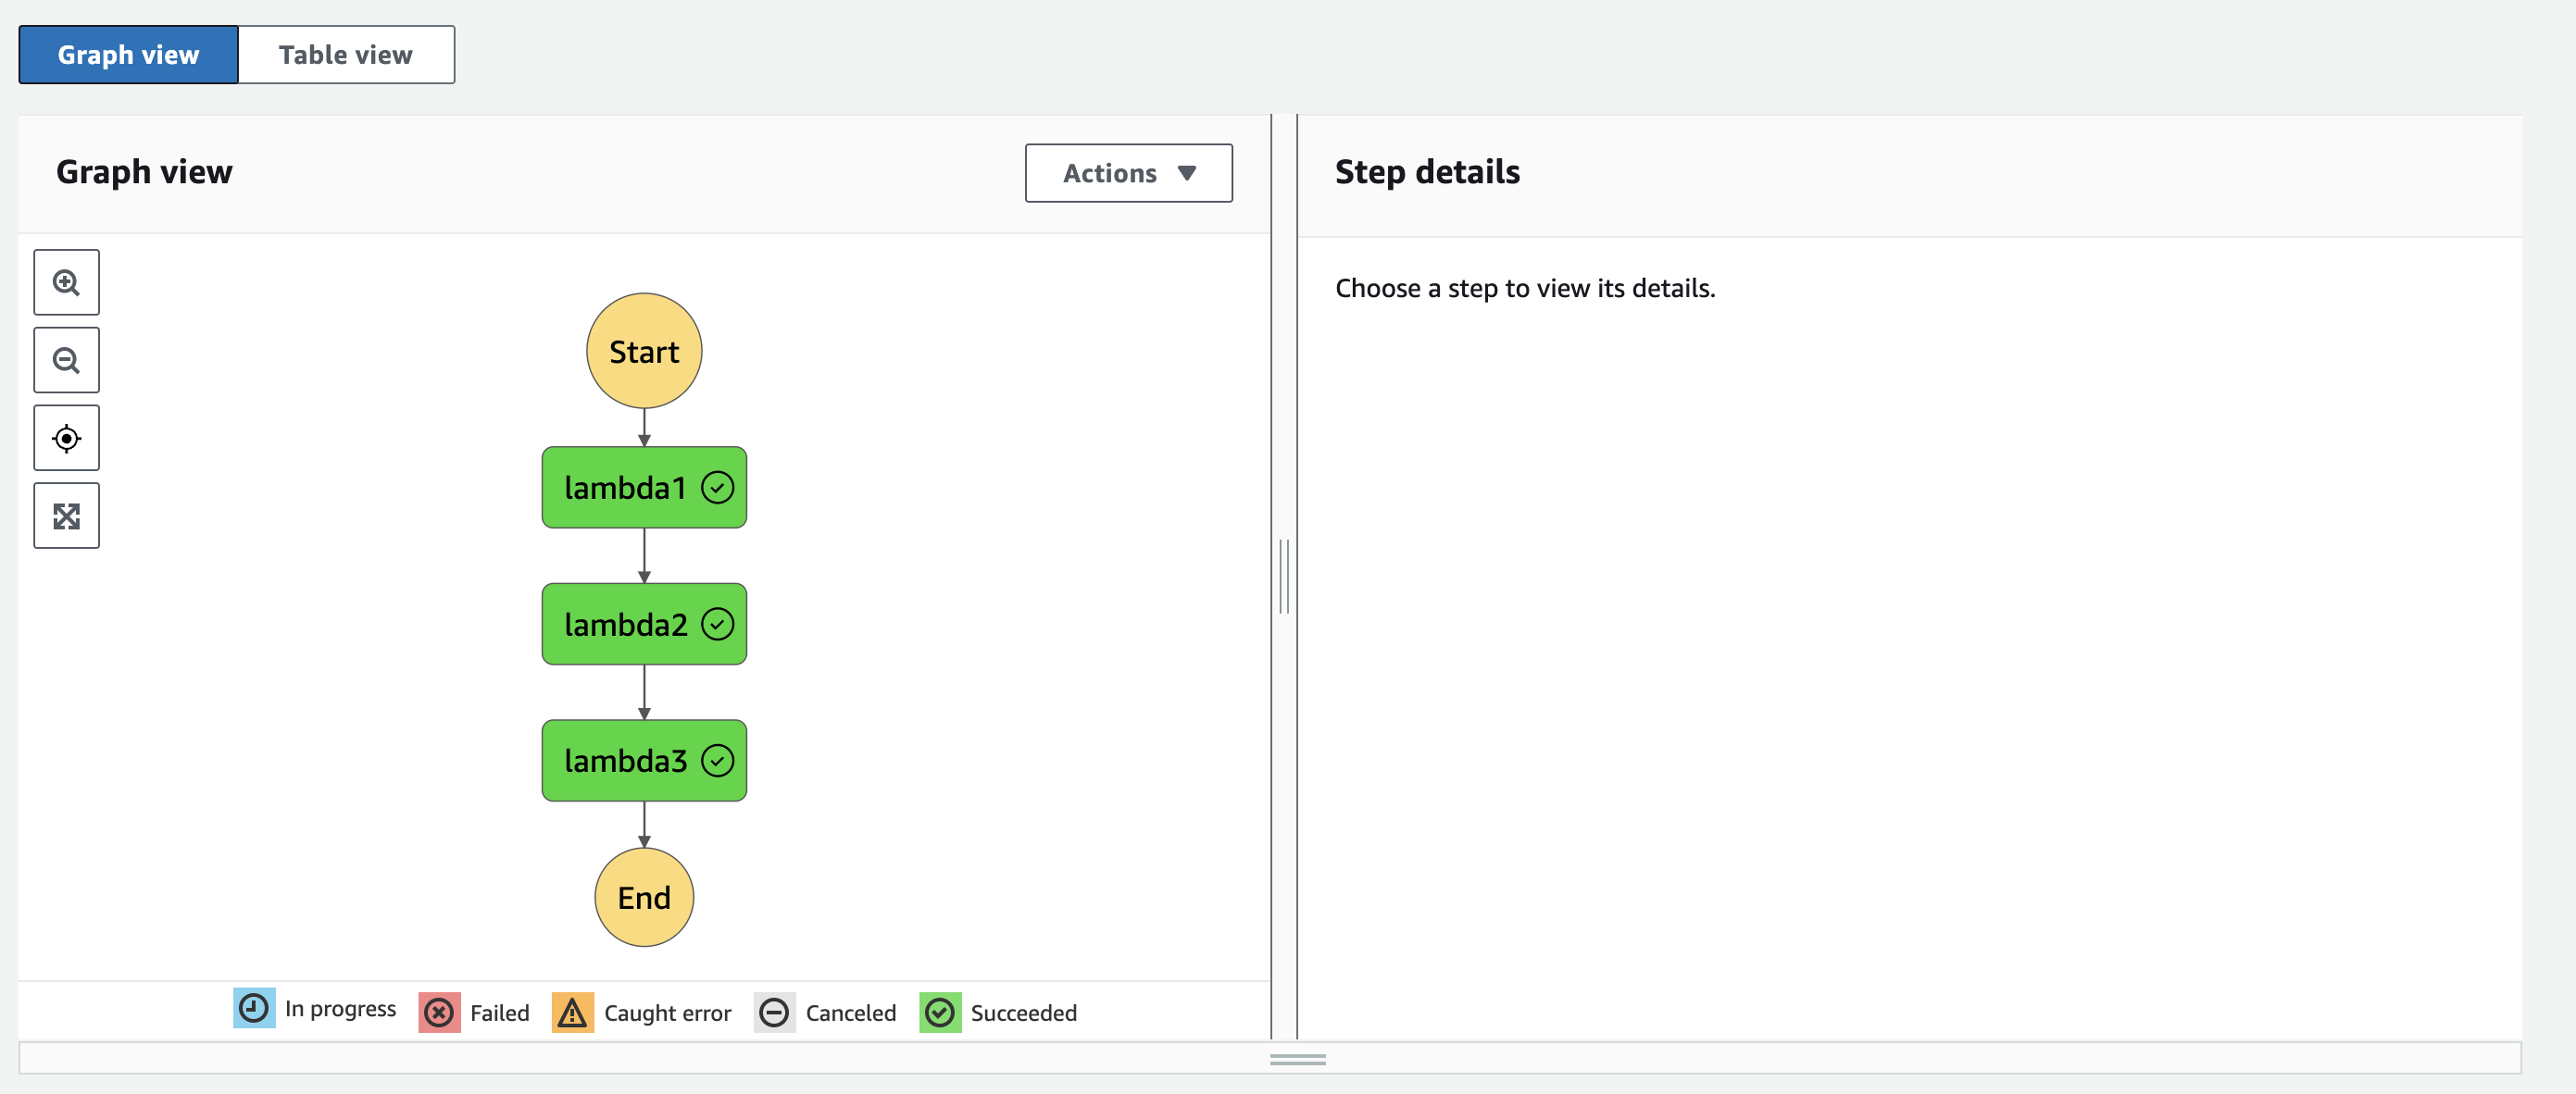 Graph view
Table view
Graph view
Actions
Step details
Choose a step to view its details.
Start
lambda1
lambda2
lambda3
End
In progress
Failed
Caught error
Canceled
Succeeded